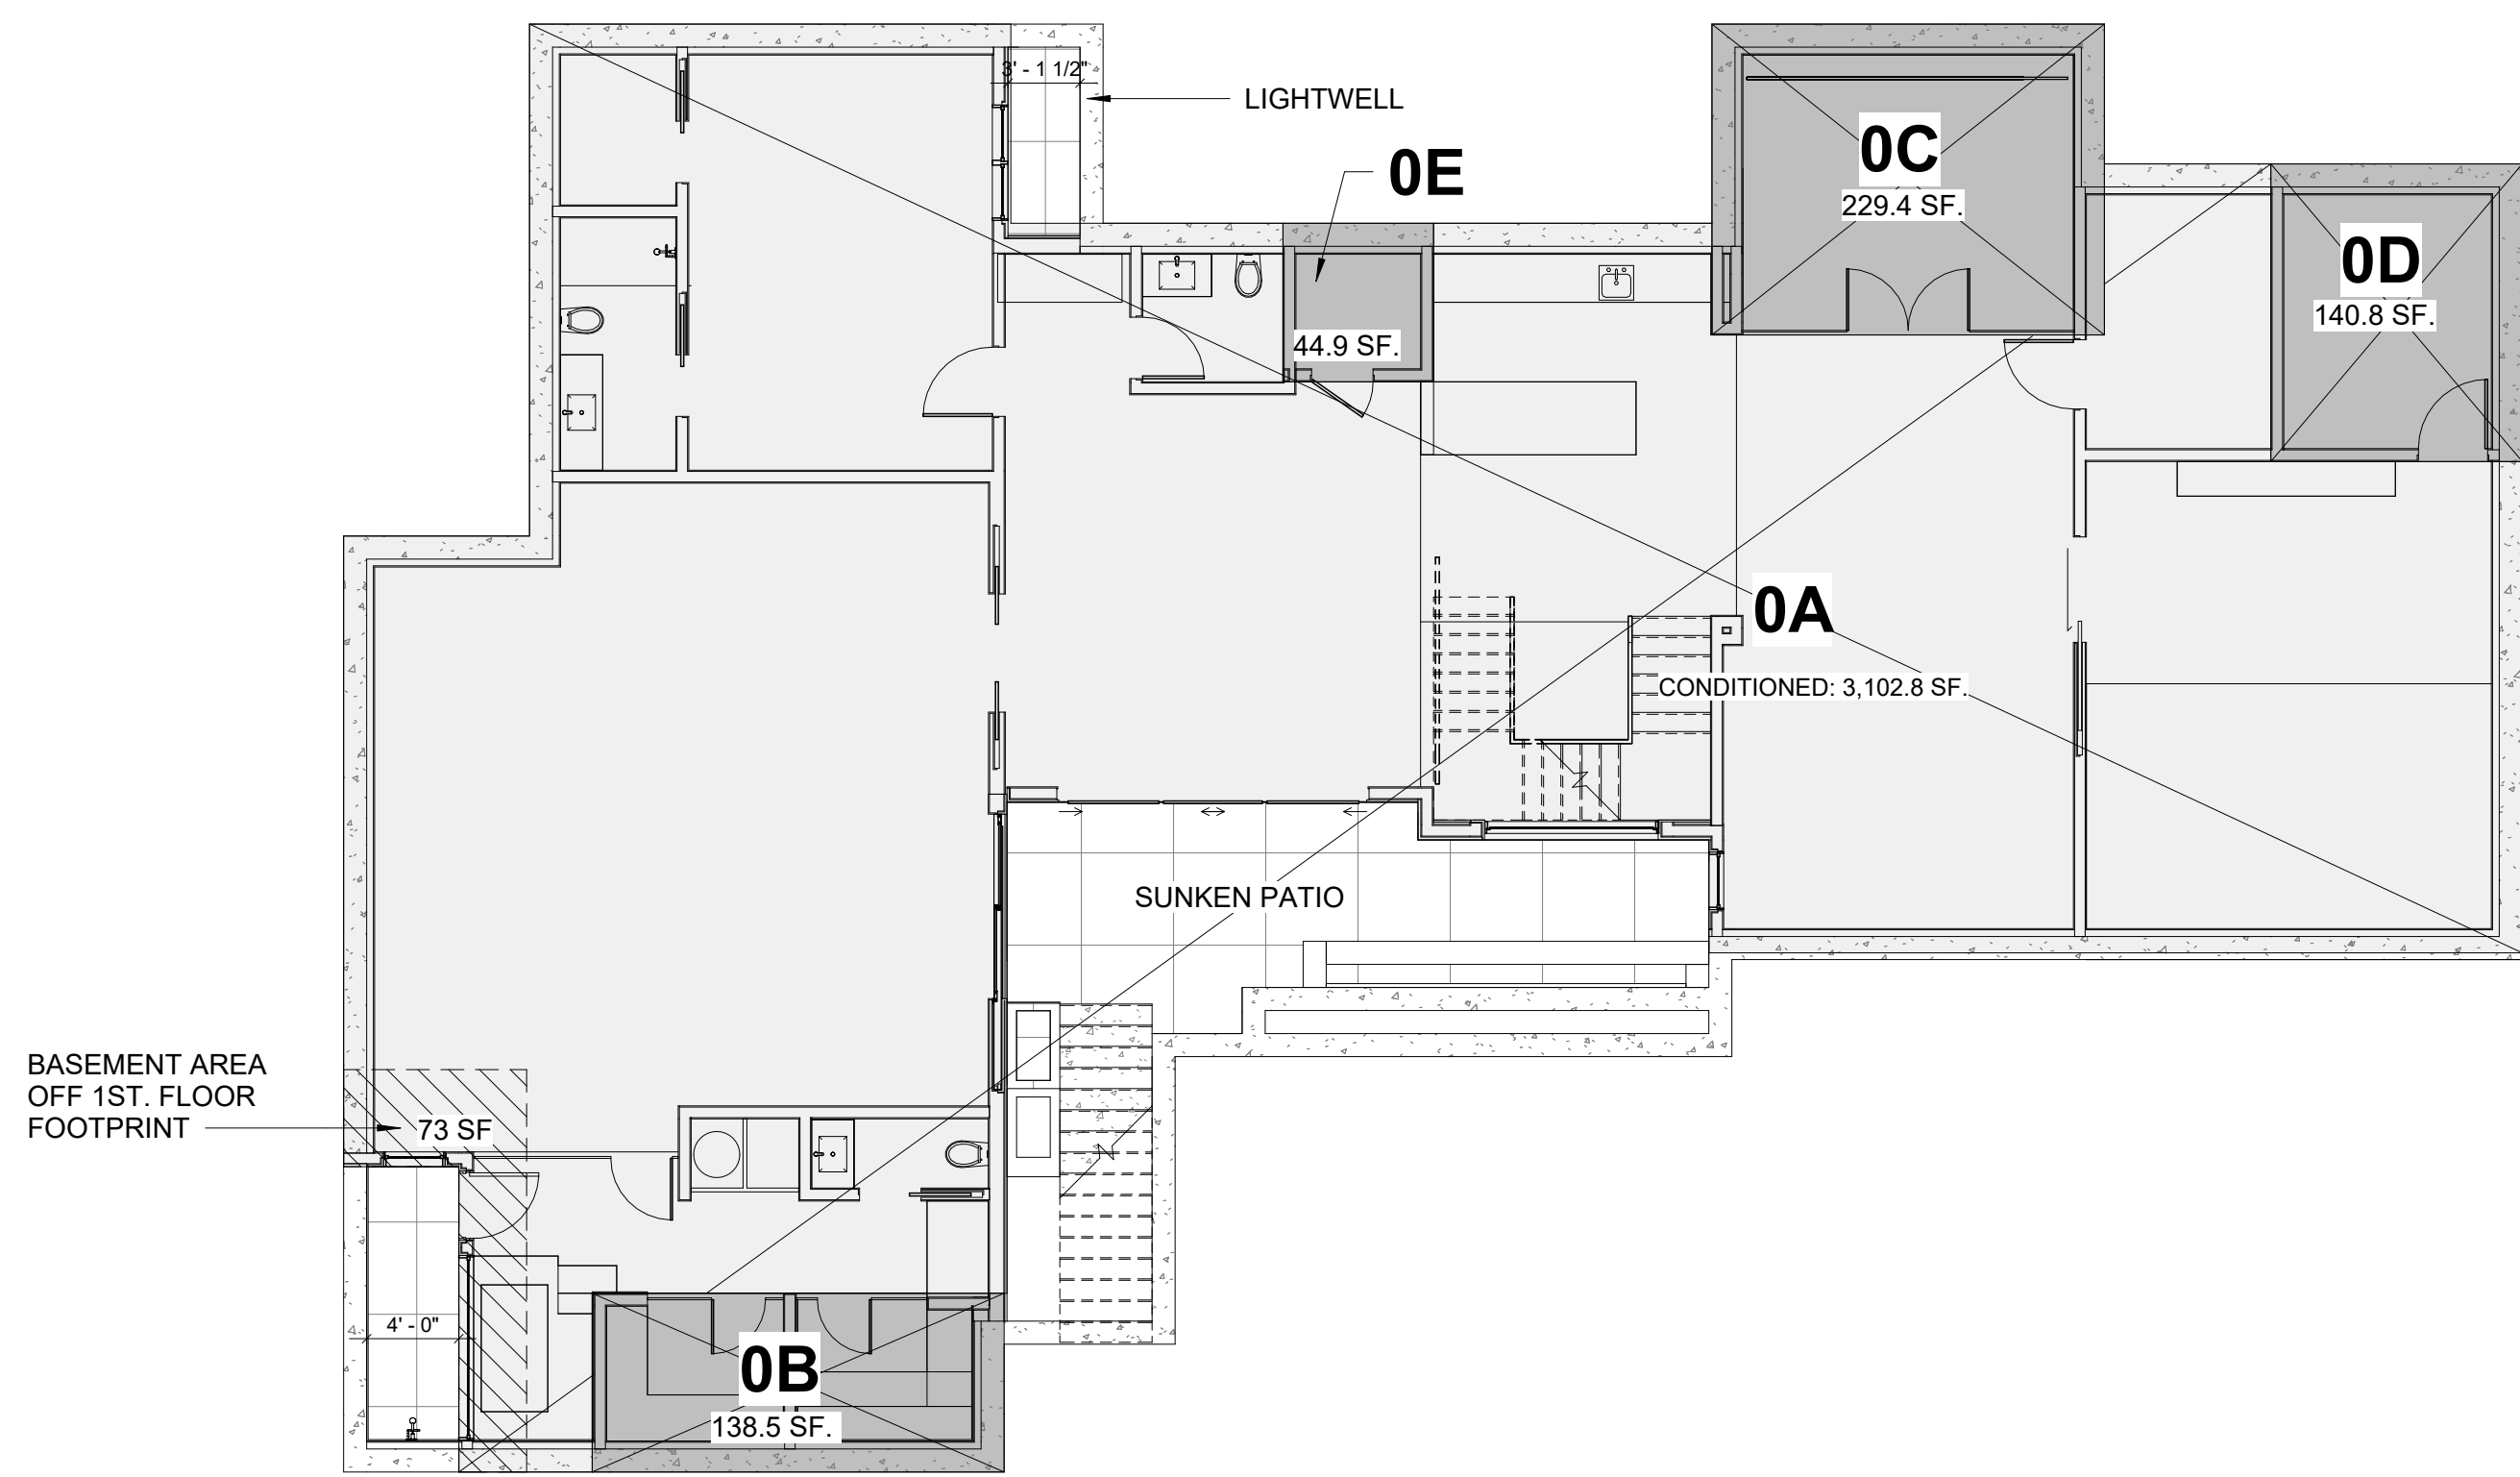 3' - 1 1/2"
LIGHTWELL
0E
44.9 SF.
0C
229.4 SF.
0D
140.8 SF.
0A
CONDITIONED: 3,102.8 SF.
SUNKEN PATIO
BASEMENT AREA
OFF 1ST. FLOOR
FOOTPRINT
73 SF
4' - 0"
0B
138.5 SF.